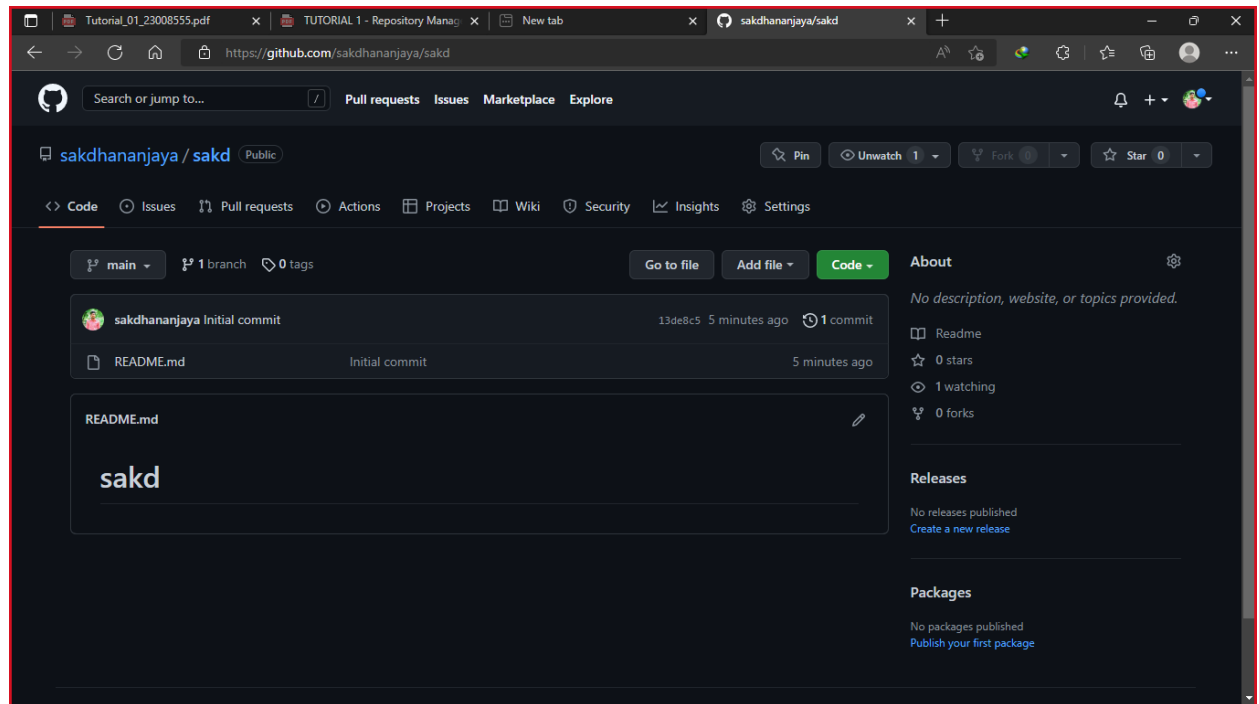 Tutorial_01_23008555.pdf
TUTORIAL 1 - Repository Manag
New tab
sakdhananjaya/sakd
https://github.com/sakdhananjaya/sakd
Search or jump to... /
Pull requests Issues Marketplace Explore
sakdhananjaya / sakd Public
Pin
Unwatch 1
Fork 0
Star 0
<> Code Issues Pull requests Actions Projects Wiki Security Insights Settings
main 1 branch 0 tags
Go to file Add file Code
sakdhananjaya Initial commit 13de8c5 5 minutes ago 1 commit
README.md Initial commit 5 minutes ago
README.md
sakd
About
No description, website, or topics provided.
Readme
0 stars
1 watching
0 forks
Releases
No releases published
Create a new release
Packages
No packages published
Publish your first package